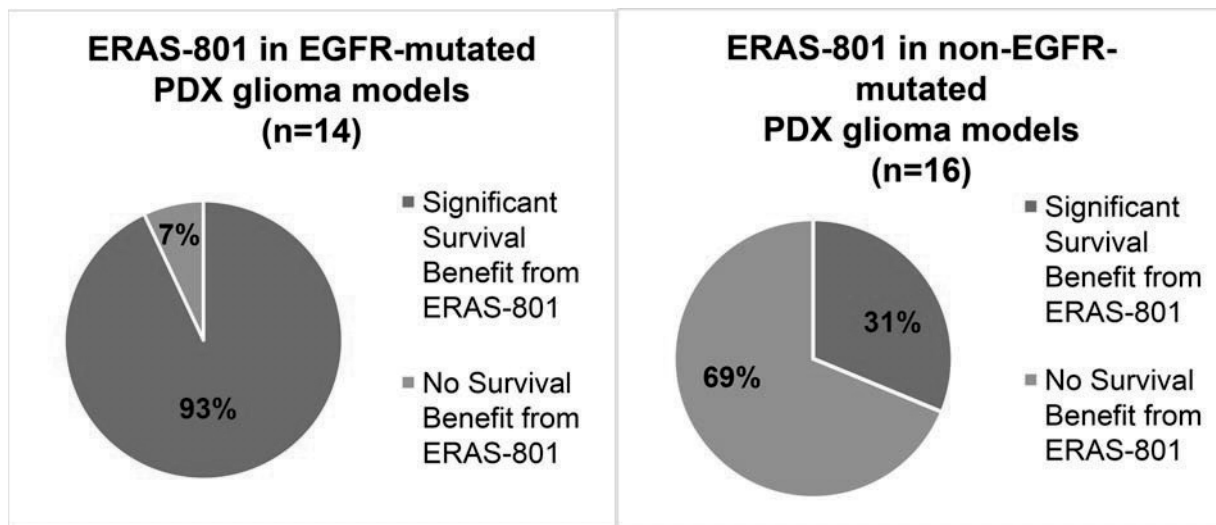 ERAS-801 in EGFR-mutated
PDX glioma models
(n=14)
7%
93%
Significant
Survival
Benefit from
ERAS-801
No Survival
Benefit from
ERAS-801
ERAS-801 in non-EGFR-
mutated
PDX glioma models
(n=16)
31%
69%
Significant
Survival
Benefit from
ERAS-801
No Survival
Benefit from
ERAS-801